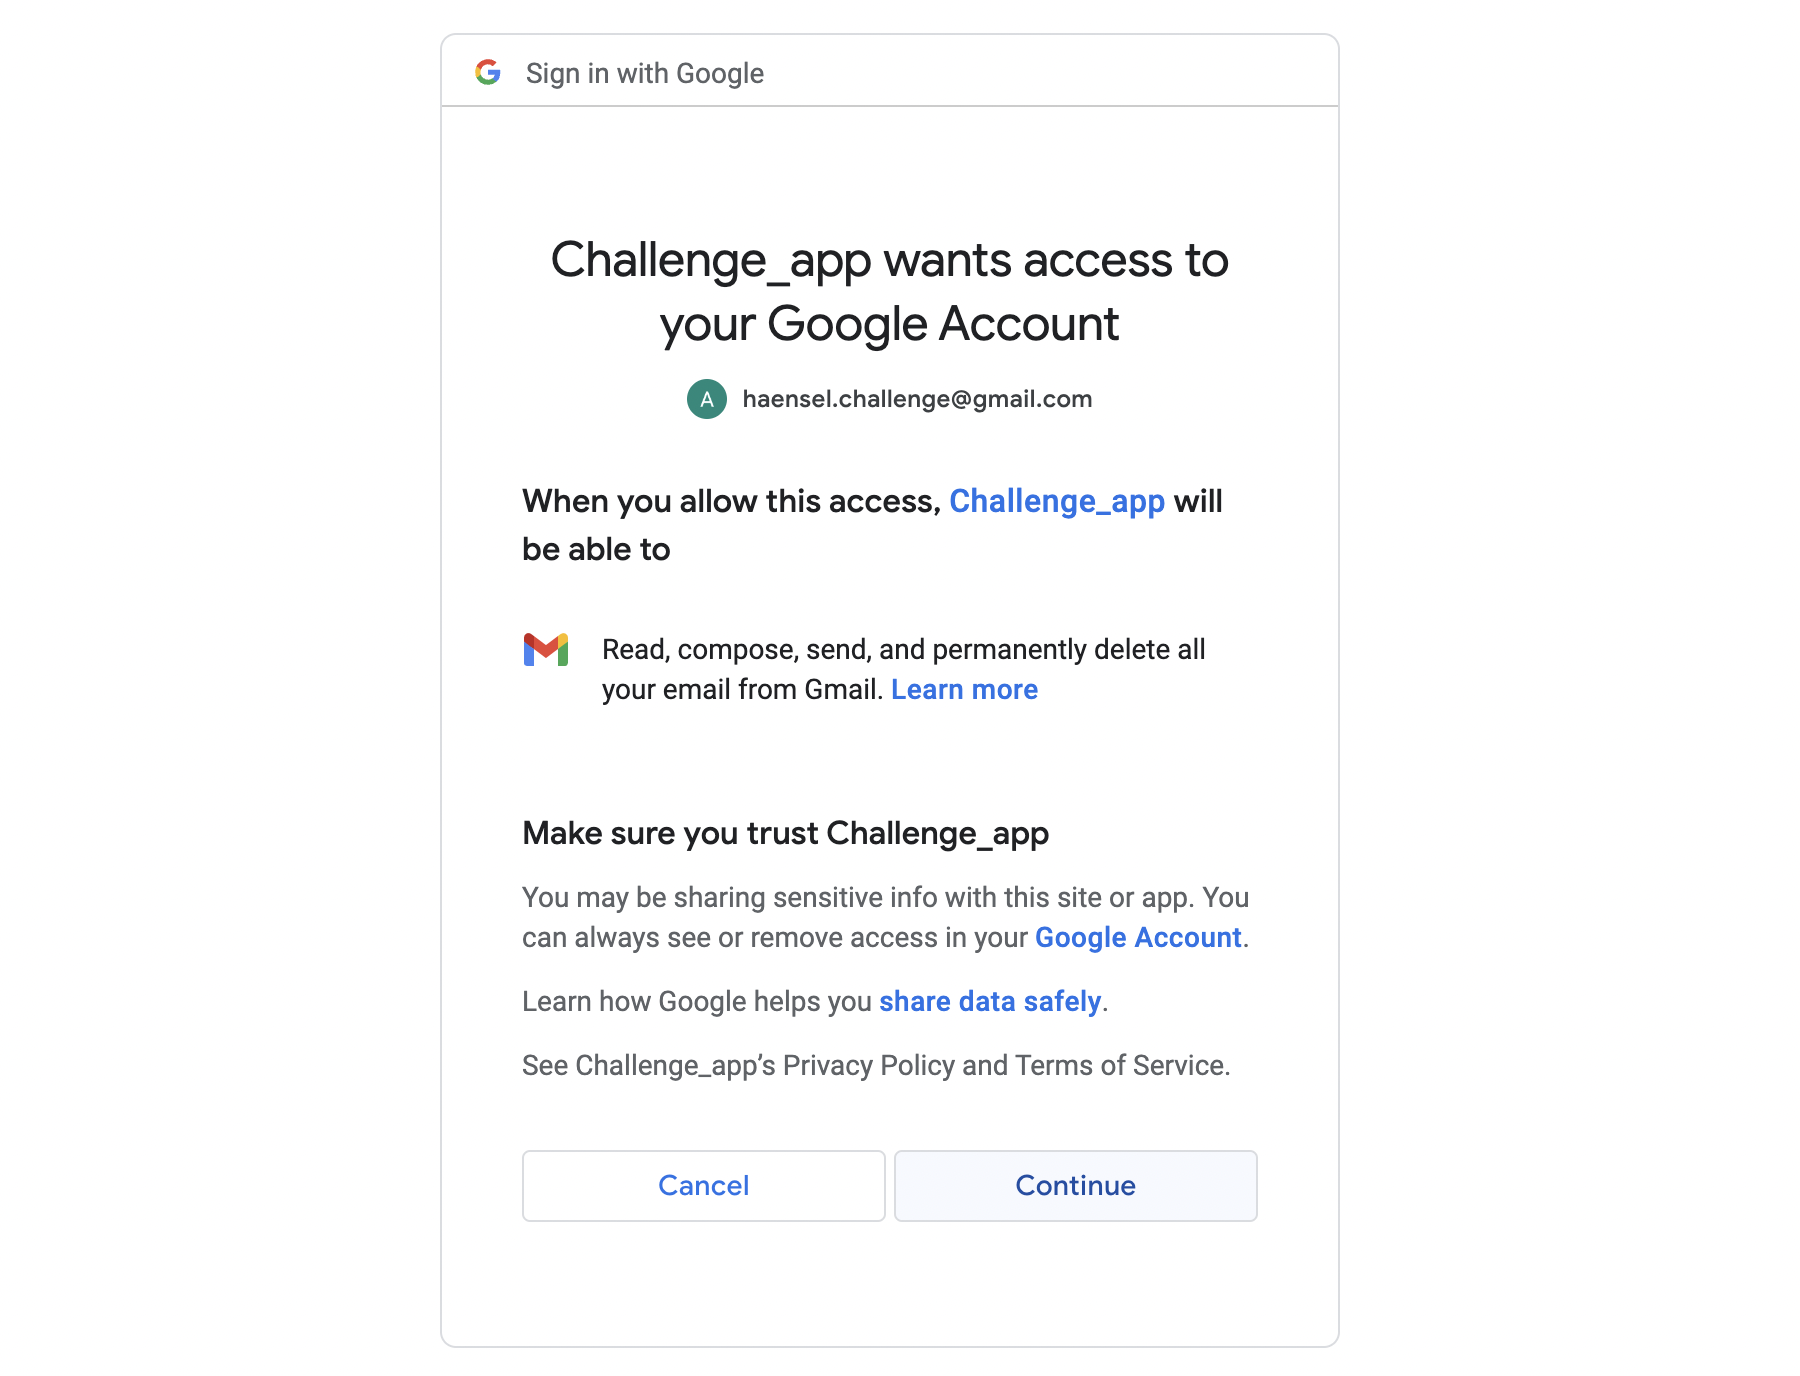 Sign in with Google
Challenge_app wants access to
your Google Account
A haensel.challenge@gmail.com
When you allow this access, Challenge_app will
be able to
Read, compose, send, and permanently delete all
your email from Gmail. Learn more
Make sure you trust Challenge_app
You may be sharing sensitive info with this site or app. You
can always see or remove access in your Google Account.
Learn how Google helps you share data safely.
See Challenge_app’s Privacy Policy and Terms of Service.
Cancel Continue